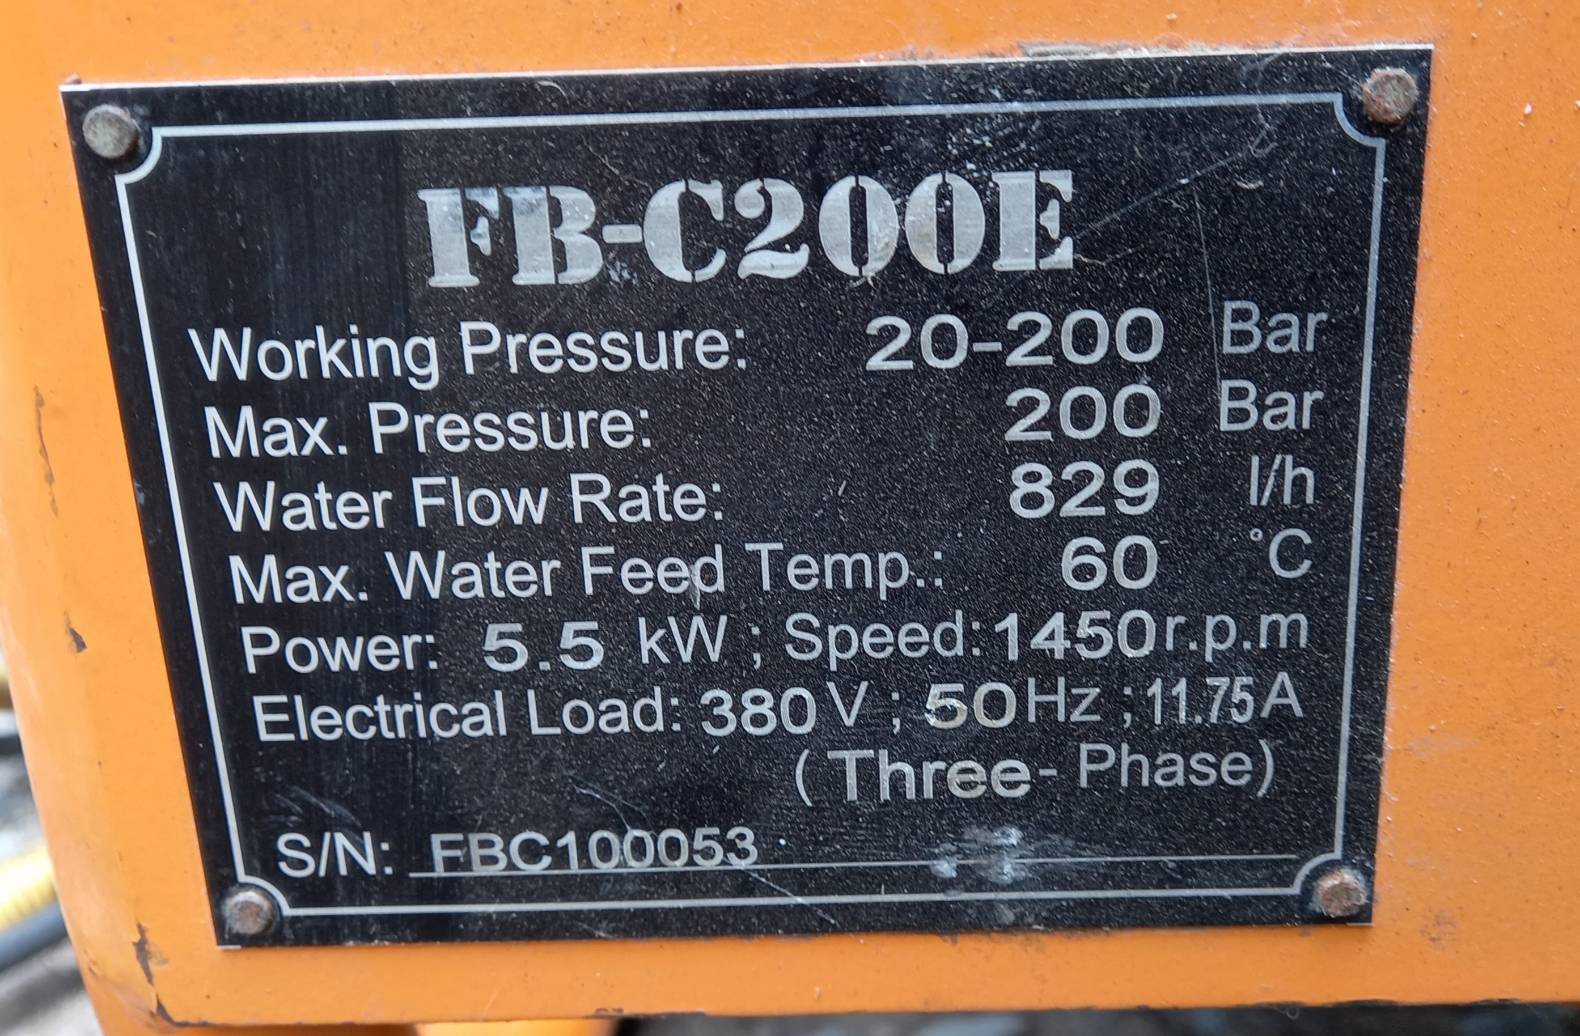 FB-C200E
Working Pressure: 20-200 Bar
Max. Pressure: 200 Bar
Water Flow Rate: 829 l/h
Max. Water Feed Temp.: 60 °C
Power: 5.5 kW ; Speed: 1450 r.p.m
Electrical Load: 380 V ; 50 Hz ; 11.75 A
( Three- Phase)
S/N: FBC100053